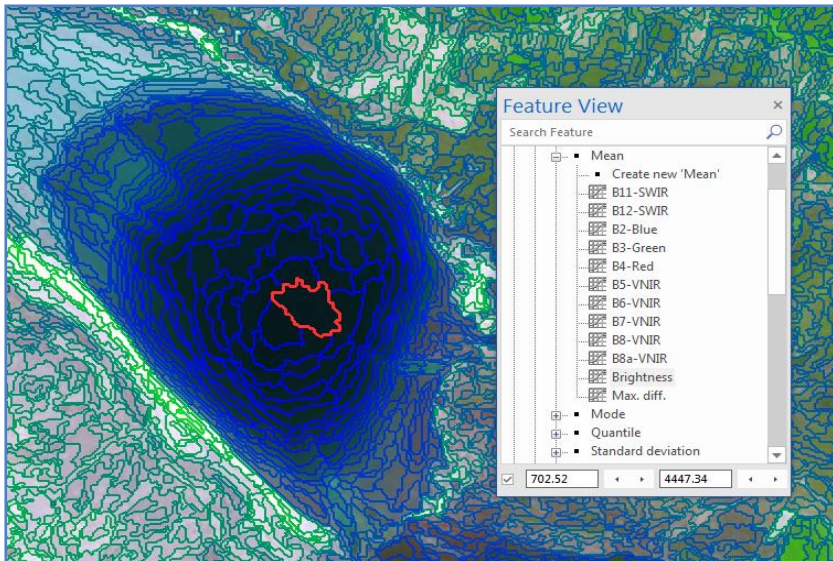 Feature View
Search Feature
Mean
Create new 'Mean'
B11-SWIR
B12-SWIR
B2-Blue
B3-Green
B4-Red
B5-VNIR
B6-VNIR
B7-VNIR
B8-VNIR
B8a-VNIR
Brightness
Max. diff.
Mode
Quantile
Standard deviation
702.52 4447.34